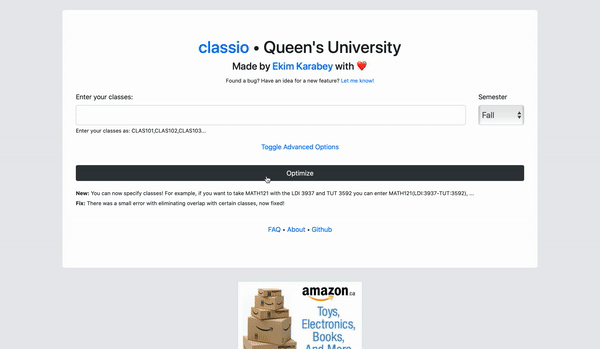 classio • Queen's University
Made by Ekim Karabey with ❤️
Found a bug? Have an idea for a new feature? Let me know!
Enter your classes:
Semester
Fall
Enter your classes as: CLAS101,CLAS102,CLAS103...
Toggle Advanced Options
Optimize
New: You can now specify classes! For example, if you want to take MATH121 with the LDI 3937 and TUT 3592 you can enter MATH121(LDI:3937-TUT:3592), ...
Fix: There was a small error with eliminating overlap with certain classes, now fixed!
FAQ • About • Github
amazon.ca
Toys,
Electronics,
Books,
And More